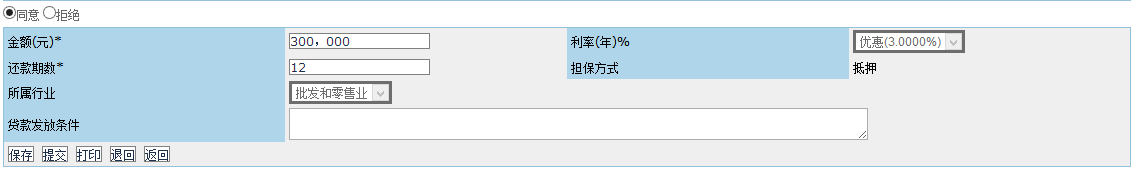 同意 拒绝
金额(元)* 300，000 利率(年)% 优惠(3.0000%)
还款期数* 12 担保方式 抵押
所属行业 批发和零售业
贷款发放条件
保存 提交 打印 退回 返回